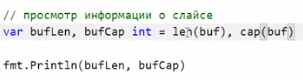 // просмотр информации о слайсе
var bufLen, bufCap int = len(buf), cap(buf)
fmt.Println(bufLen, bufCap)